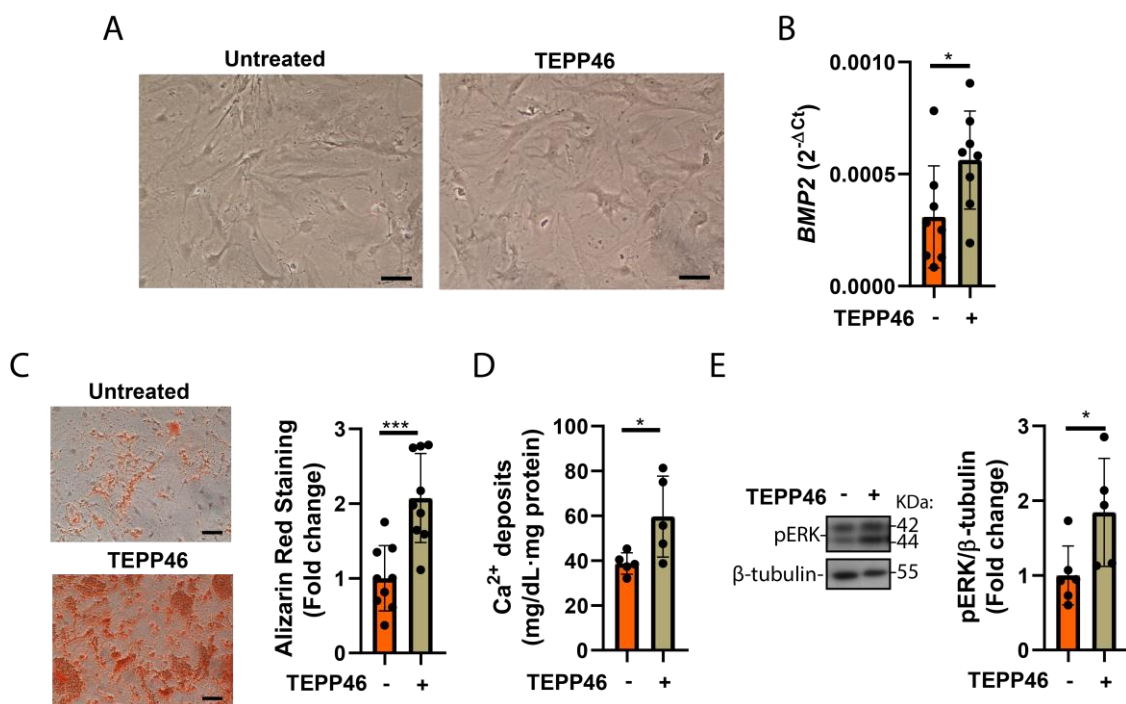 A
Untreated
TEPP46
B
*
0.0010
0.0005
0.0000
BMP2 (2^-ΔCt)
TEPP46 - +
C
Untreated
TEPP46
***
3
2
1
0
Alizarin Red Staining
(Fold change)
TEPP46 - +
D
*
100
80
60
40
20
0
Ca²⁺ deposits
(mg/dL·mg protein)
TEPP46 - +
E
TEPP46 - + KDa:
pERK- -42
-44
β-tubulin- -55
*
3
2
1
0
pERK/β-tubulin
(Fold change)
TEPP46 - +